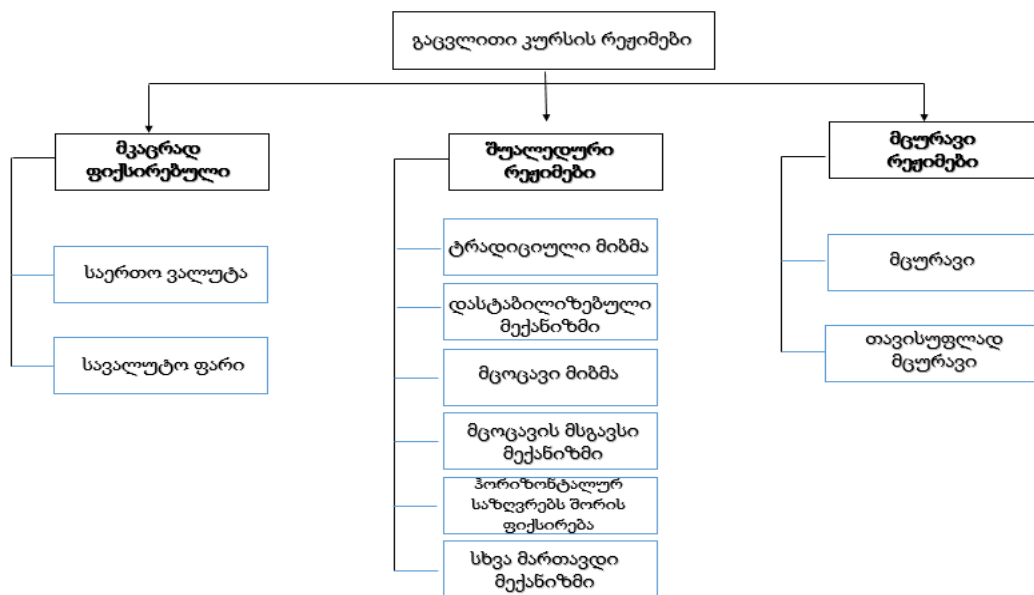 გაცვლითი კურსის რეჟიმები
მკაცრად
ფიქსირებული
საერთო ვალუტა
სავალუტო ფარი
შუალედური
რეჟიმები
ტრადიციული მიბმა
დასტაბილიზებული
მექანიზმი
მცოცავი მიბმა
მცოცავის მსგავსი
მექანიზმი
ჰორიზონტალურ
საზღვრებს შორის
ფიქსირება
სხვა მართავდი
მექანიზმი
მცურავი
რეჟიმები
მცურავი
თავისუფლად
მცურავი